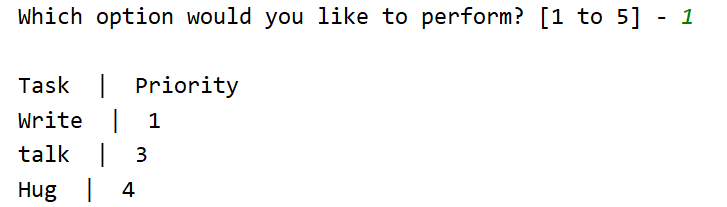 Which option would you like to perform? [1 to 5] - 1
Task  |  Priority
Write  |  1
talk  |  3
Hug  |  4